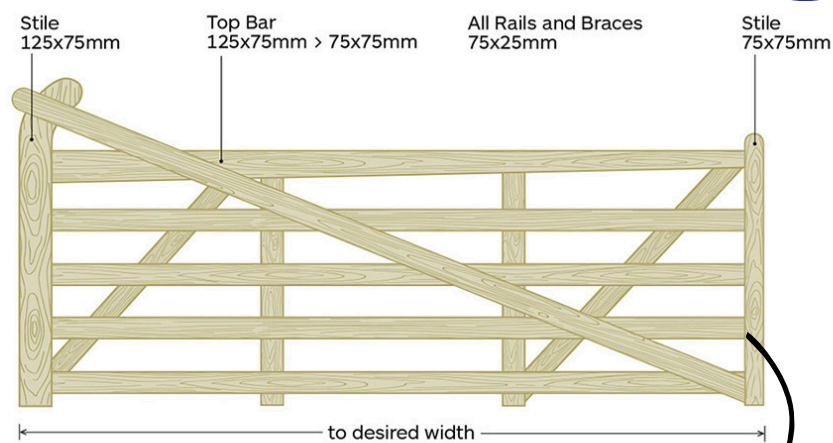 Stile
125x75mm
Top Bar
125x75mm > 75x75mm
All Rails and Braces
75x25mm
Stile
75x75mm
to desired width